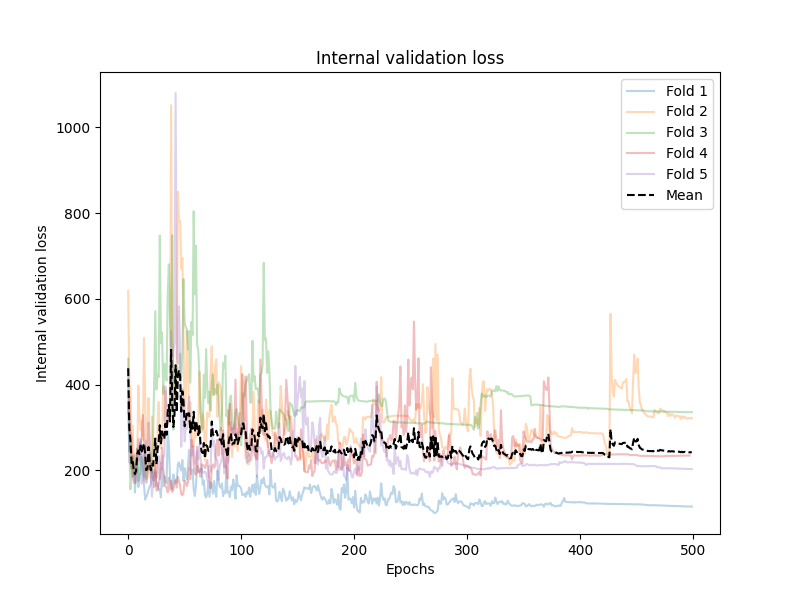 Internal validation loss
Fold 1
Fold 2
Fold 3
Fold 4
Fold 5
Mean
1000
800
600
400
200
Internal validation loss
0 100 200 300 400 500
Epochs